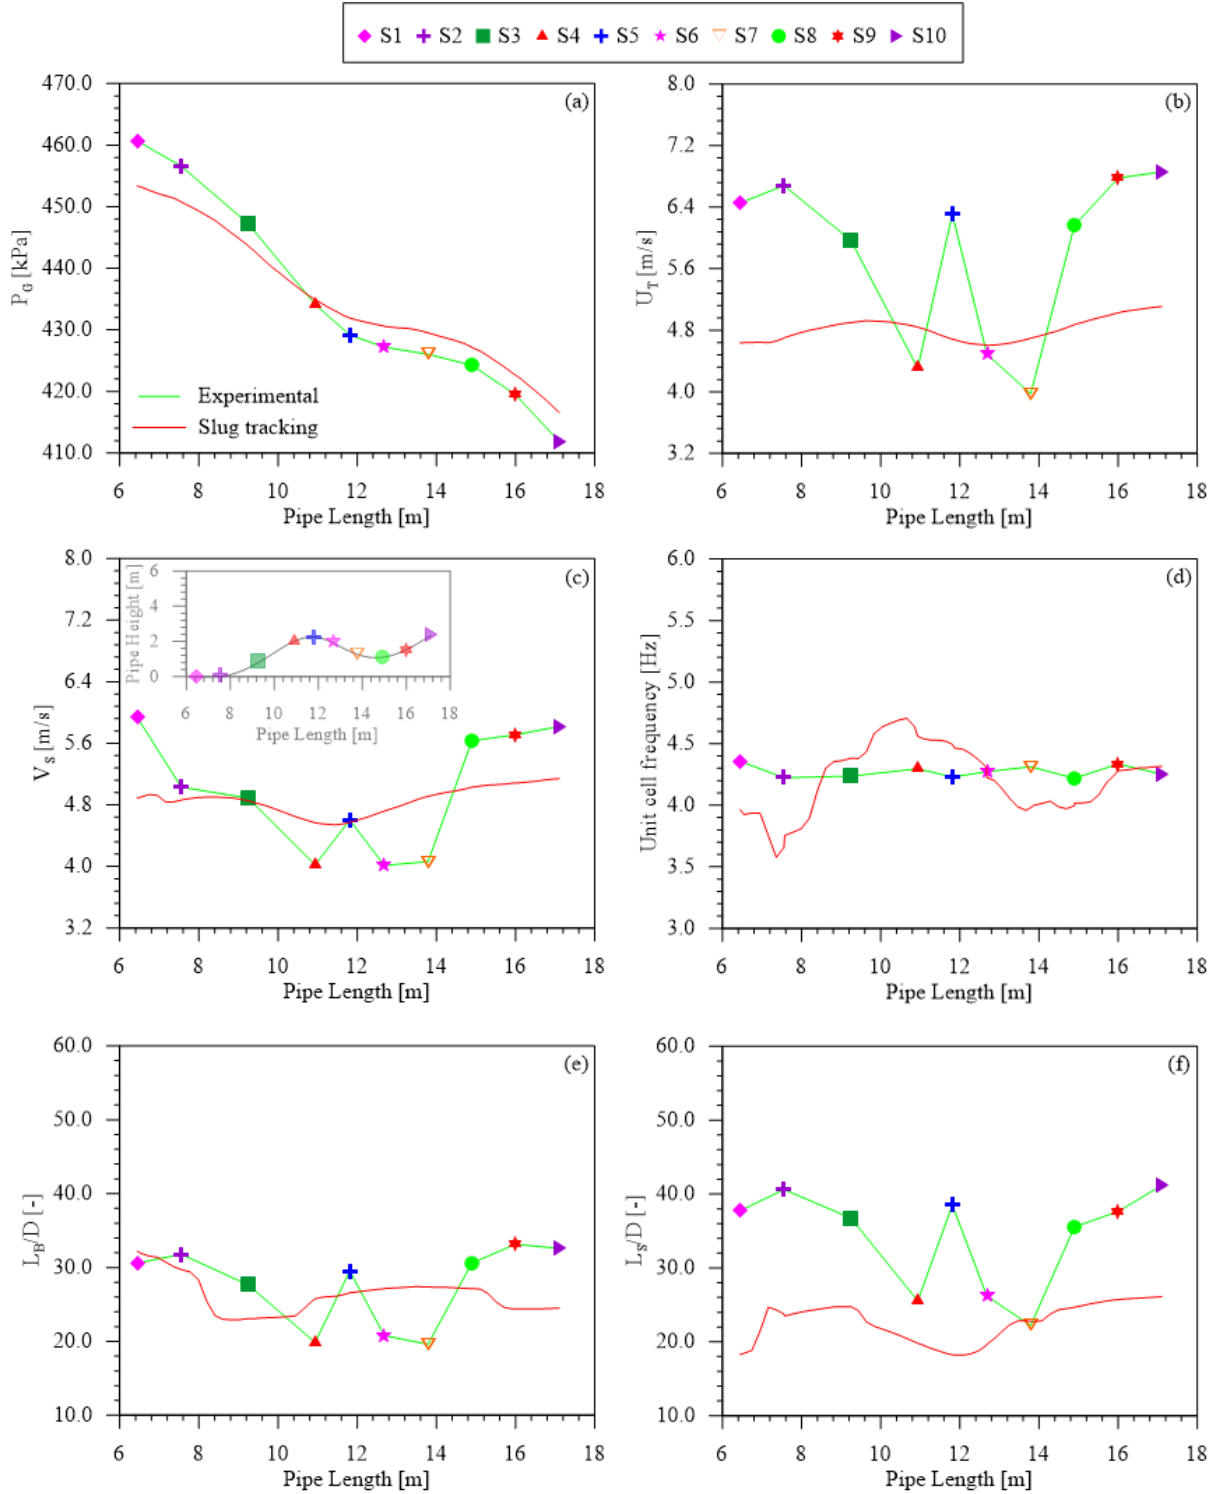 S1 S2 S3 S4 S5 S6 S7 S8 S9 S10
470.0
460.0
450.0
440.0
430.0
420.0
410.0
P_G [kPa]
(a)
Experimental
Slug tracking
6 8 10 12 14 16 18
Pipe Length [m]
8.0
7.2
6.4
5.6
4.8
4.0
3.2
U_T [m/s]
(b)
6 8 10 12 14 16 18
Pipe Length [m]
8.0
7.2
6.4
5.6
4.8
4.0
3.2
V_S [m/s]
(c)
6
4
2
0
Pipe Height [m]
6 8 10 12 14 16 18
Pipe Length [m]
6 8 10 12 14 16 18
Pipe Length [m]
6.0
5.5
5.0
4.5
4.0
3.5
3.0
Unit cell frequency [Hz]
(d)
6 8 10 12 14 16 18
Pipe Length [m]
60.0
50.0
40.0
30.0
20.0
10.0
L_B/D [-]
(e)
6 8 10 12 14 16 18
Pipe Length [m]
60.0
50.0
40.0
30.0
20.0
10.0
L_S/D [-]
(f)
6 8 10 12 14 16 18
Pipe Length [m]